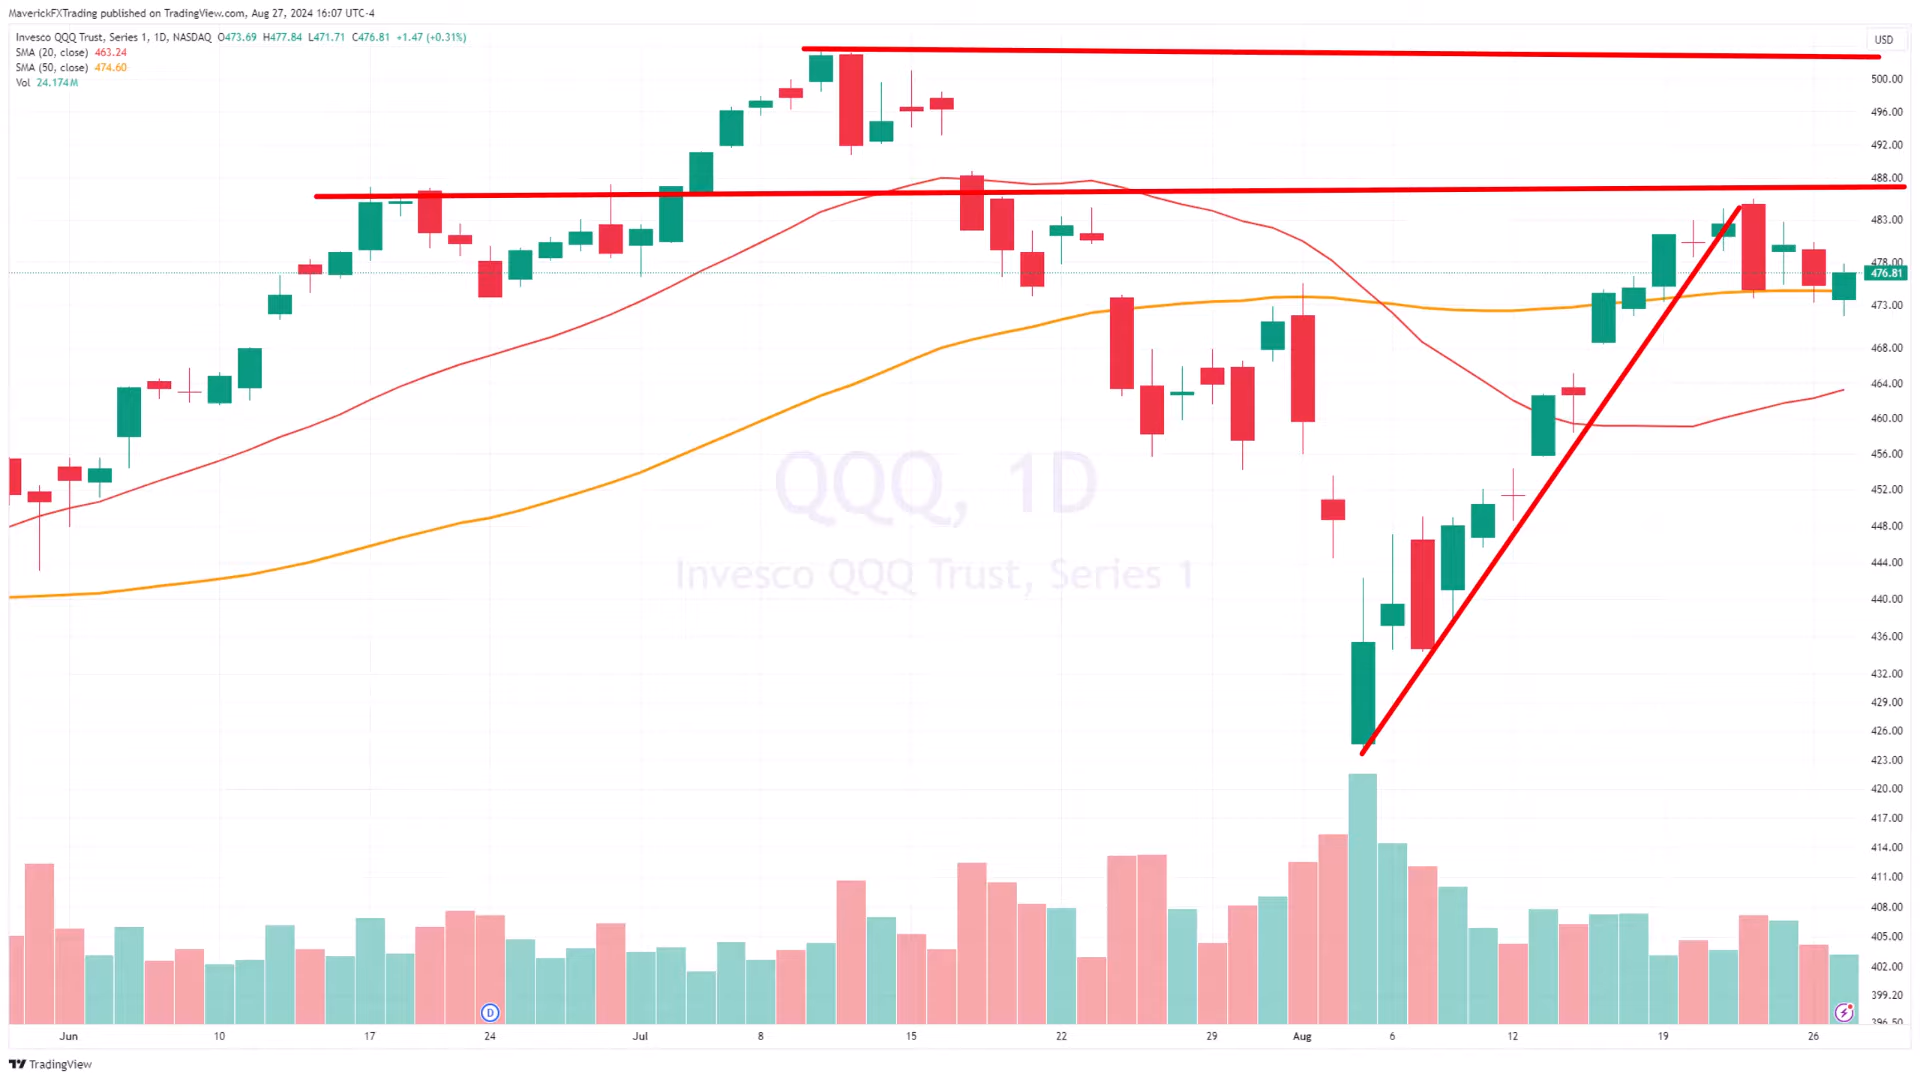 MaverickFXTrading published on TradingView.com, Aug 27, 2024 16:07 UTC-4
Invesco QQQ Trust, Series 1, 1D, NASDAQ O473.69 H477.84 L471.71 C476.81 +1.47 (+0.31%)
SMA (20, close) 463.24
SMA (50, close) 474.60
Vol 24.174M
USD
500.00
496.00
492.00
488.00
483.00
478.00
476.81
473.00
468.00
464.00
460.00
456.00
452.00
448.00
444.00
440.00
436.00
432.00
429.00
426.00
423.00
420.00
417.00
414.00
411.00
408.00
405.00
402.00
399.20
396.50
QQQ, 1D
Invesco QQQ Trust, Series 1
D
Jun 10 17 24 Jul 8 15 22 29 Aug 6 12 19 26
TradingView